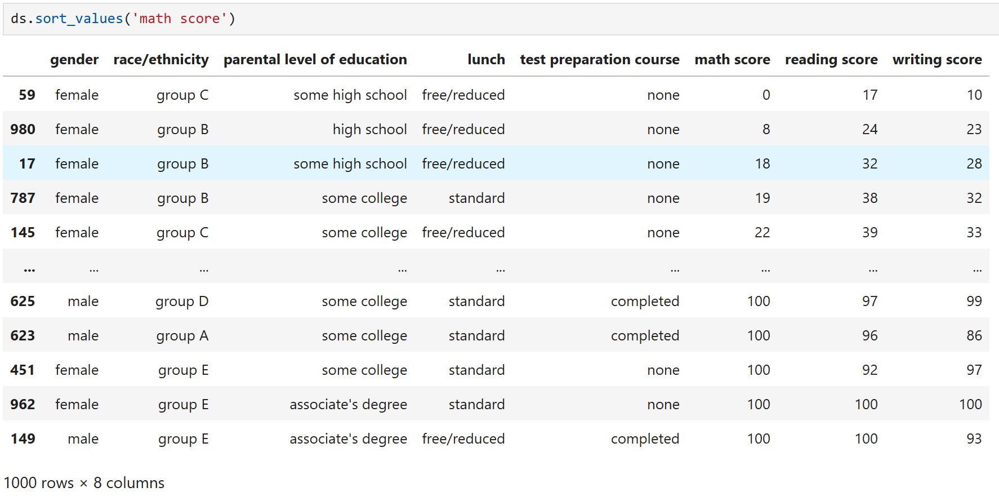 ds.sort_values('math score')
gender race/ethnicity parental level of education lunch test preparation course math score reading score writing score
59 female group C some high school free/reduced none 0 17 10
980 female group B high school free/reduced none 8 24 23
17 female group B some high school free/reduced none 18 32 28
787 female group B some college standard none 19 38 32
145 female group C some college free/reduced none 22 39 33
... ... ... ... ... ... ... ... ...
625 male group D some college standard completed 100 97 99
623 male group A some college standard completed 100 96 86
451 female group E some college standard none 100 92 97
962 female group E associate's degree standard none 100 100 100
149 male group E associate's degree free/reduced completed 100 100 93
1000 rows × 8 columns